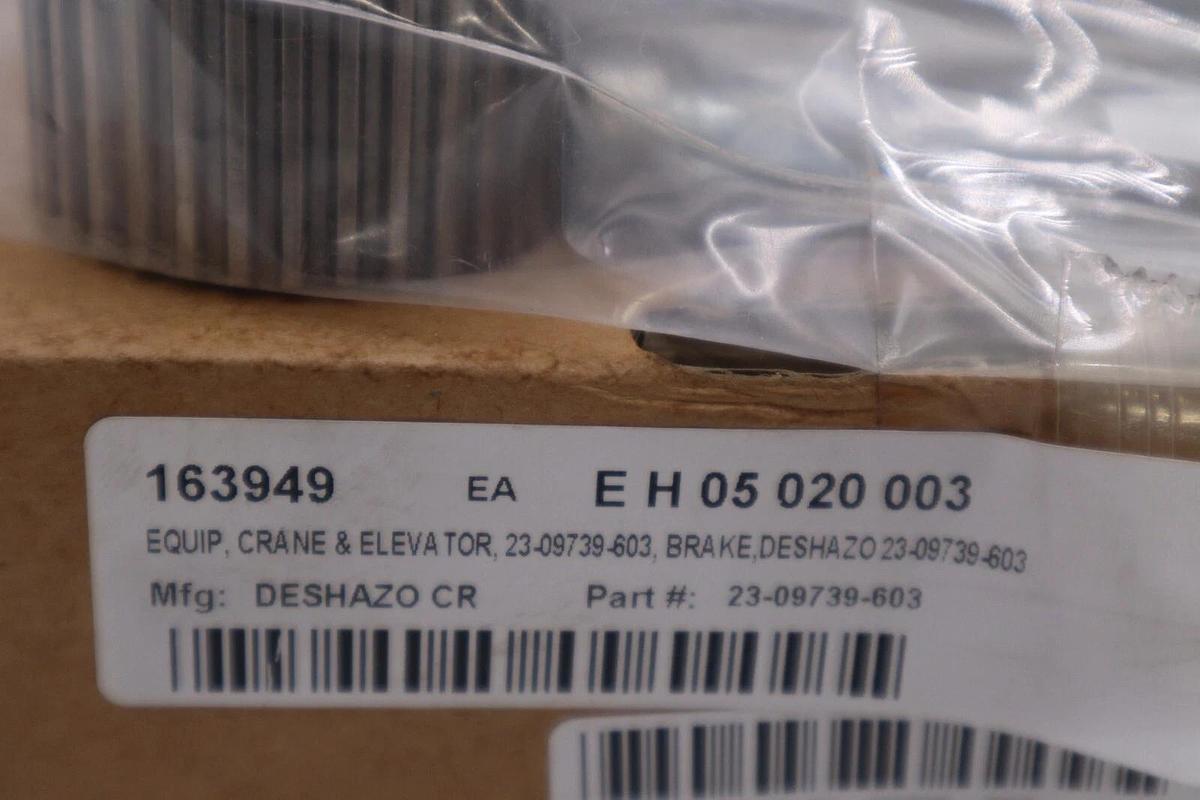 163949 EA E H 05 020 003
EQUIP, CRANE & ELEVATOR, 23-09739-603, BRAKE,DESHAZO 23-09739-603
Mfg: DESHAZO CR Part #: 23-09739-603